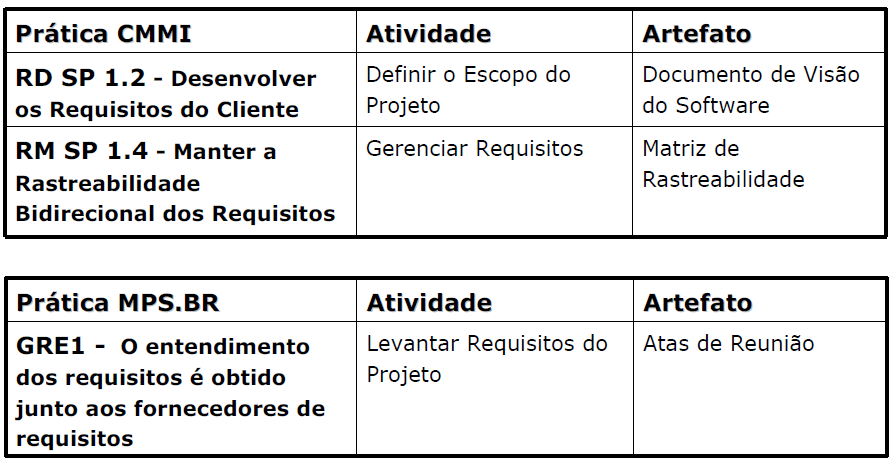 Prática CMMI Atividade Artefato
RD SP 1.2 - Desenvolver
os Requisitos do Cliente
Definir o Escopo do
Projeto
Documento de Visão
do Software
RM SP 1.4 - Manter a
Rastreabilidade
Bidirecional dos Requisitos
Gerenciar Requisitos
Matriz de
Rastreabilidade
Prática MPS.BR Atividade Artefato
GRE1 - O entendimento
dos requisitos é obtido
junto aos fornecedores de
requisitos
Levantar Requisitos do
Projeto
Atas de Reunião